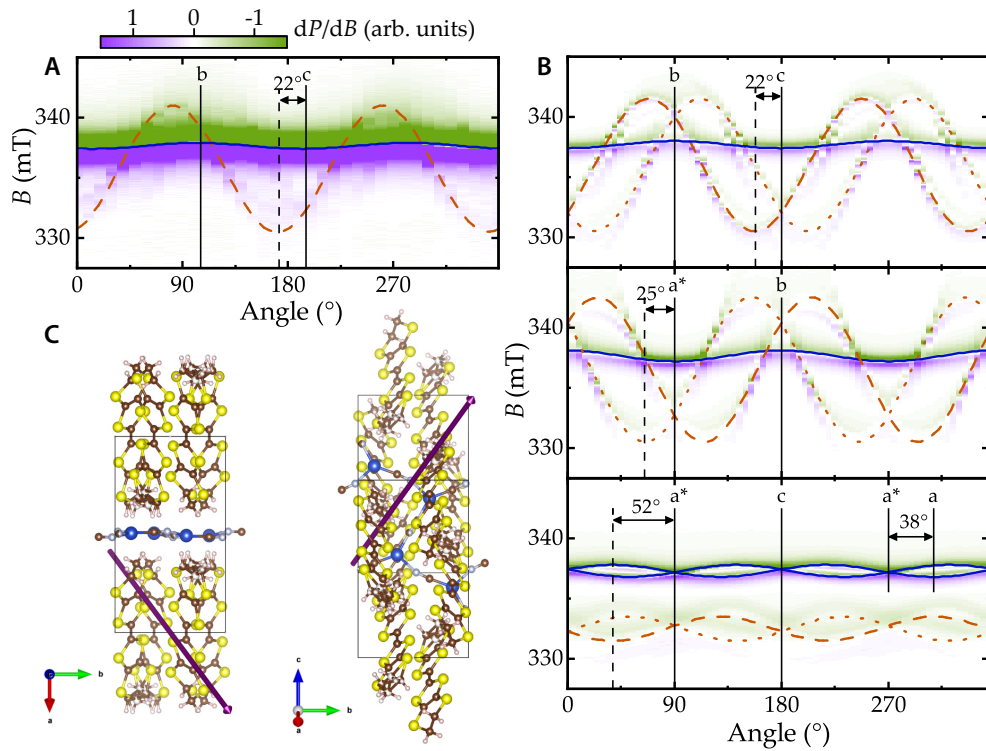 1 0 -1 dP/dB (arb. units)
A
b
c
22°
340
330
B (mT)
0 90 180 270
Angle (°)
B
b
22° c
340
330
B (mT)
25° a* b
340
330
B (mT)
52° a* c a* a
38°
340
330
0 90 180 270
Angle (°)
C
b
a
c
b
a